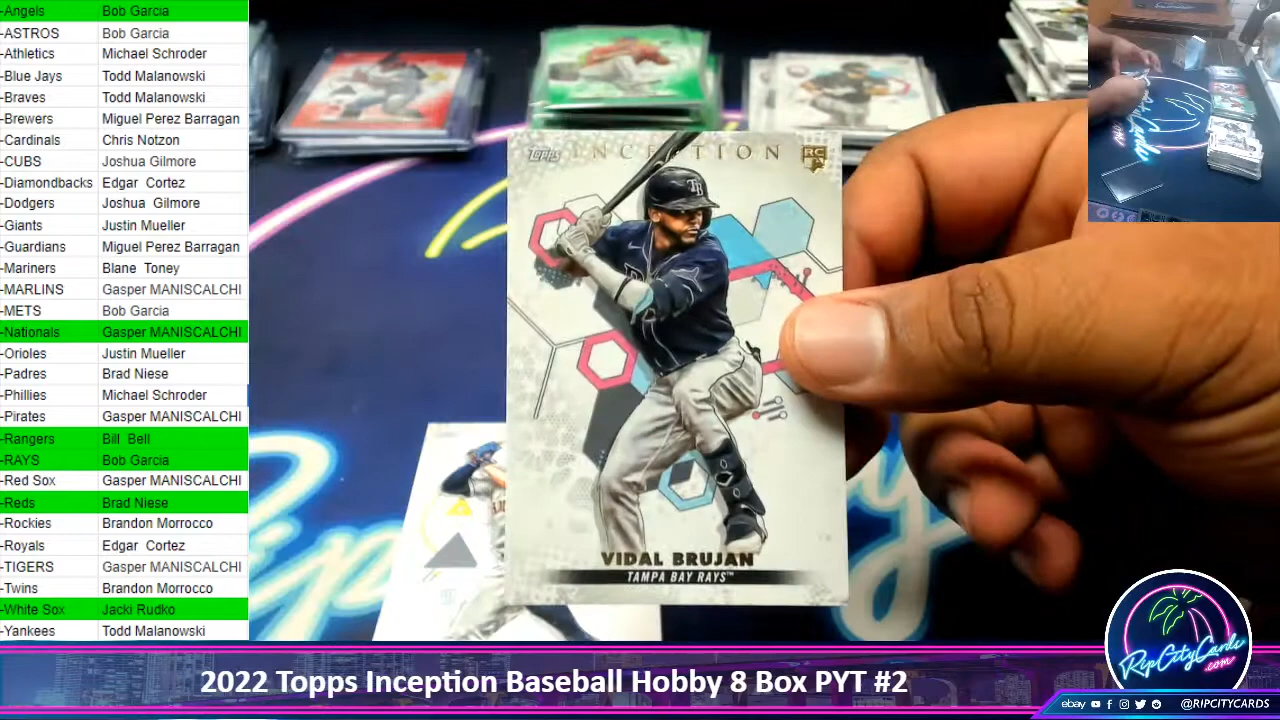 -Angels Bob Garcia
-ASTROS Bob Garcia
-Athletics Michael Schroder
-Blue Jays Todd Malanowski
-Braves Todd Malanowski
-Brewers Miguel Perez Barragan
-Cardinals Chris Notzon
-CUBS Joshua Gilmore
-Diamondbacks Edgar Cortez
-Dodgers Joshua Gilmore
-Giants Justin Mueller
-Guardians Miguel Perez Barragan
-Mariners Blane Toney
-MARLINS Gasper MANISCALCHI
-METS Bob Garcia
-Nationals Gasper MANISCALCHI
-Orioles Justin Mueller
-Padres Brad Niese
-Phillies Michael Schroder
-Pirates Gasper MANISCALCHI
-Rangers Bill Bell
-RAYS Bob Garcia
-Red Sox Gasper MANISCALCHI
-Reds Brad Niese
-Rockies Brandon Morrocco
-Royals Edgar Cortez
-TIGERS Gasper MANISCALCHI
-Twins Brandon Morrocco
-White Sox Jacki Rudko
-Yankees Todd Malanowski
Topps INCEPTION RC
TB
VIDAL BRUJAN
TAMPA BAY RAYS™
RipCityCards
.com
2022 Topps Inception Baseball Hobby 8 Box PYT #2
ebay @RIPCITYCARDS